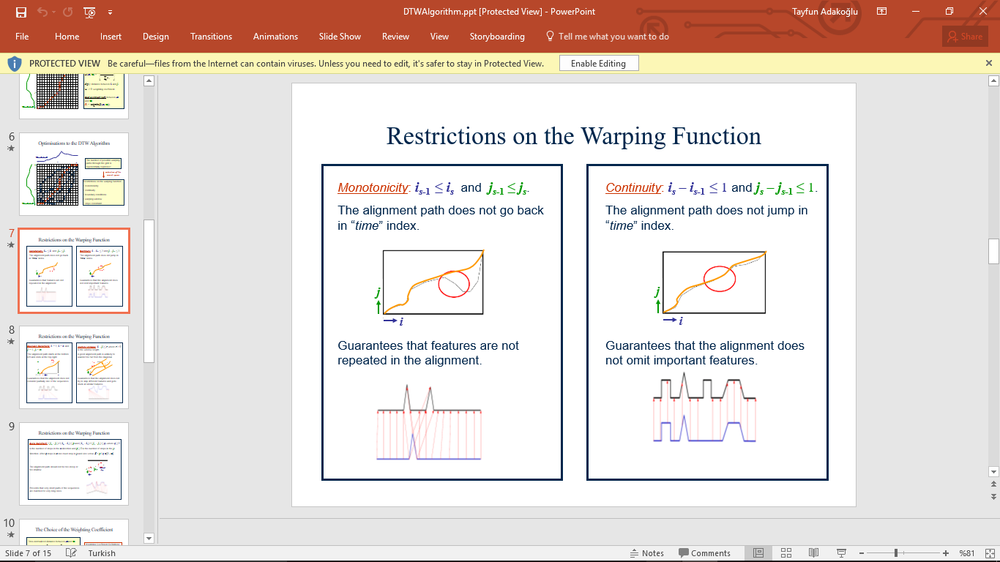 DTWAlgorithm.ppt [Protected View] - PowerPoint
Tayfun Adakoğlu
File Home Insert Design Transitions Animations Slide Show Review View Storyboarding Tell me what you want to do Share
PROTECTED VIEW Be careful—files from the Internet can contain viruses. Unless you need to edit, it's safer to stay in Protected View. Enable Editing
6
Optimisations to the DTW Algorithm
7
Restrictions on the Warping Function
8
Restrictions on the Warping Function
9
Restrictions on the Warping Function
10
The Choice of the Weighting Coefficient
Restrictions on the Warping Function
Monotonicity: i_{s-1} ≤ i_s and j_{s-1} ≤ j_s.
The alignment path does not go back
in “time” index.
j
i
Guarantees that features are not
repeated in the alignment.
Continuity: i_s – i_{s-1} ≤ 1 and j_s – j_{s-1} ≤ 1.
The alignment path does not jump in
“time” index.
j
i
Guarantees that the alignment does
not omit important features.
Slide 7 of 15 Turkish Notes Comments %81